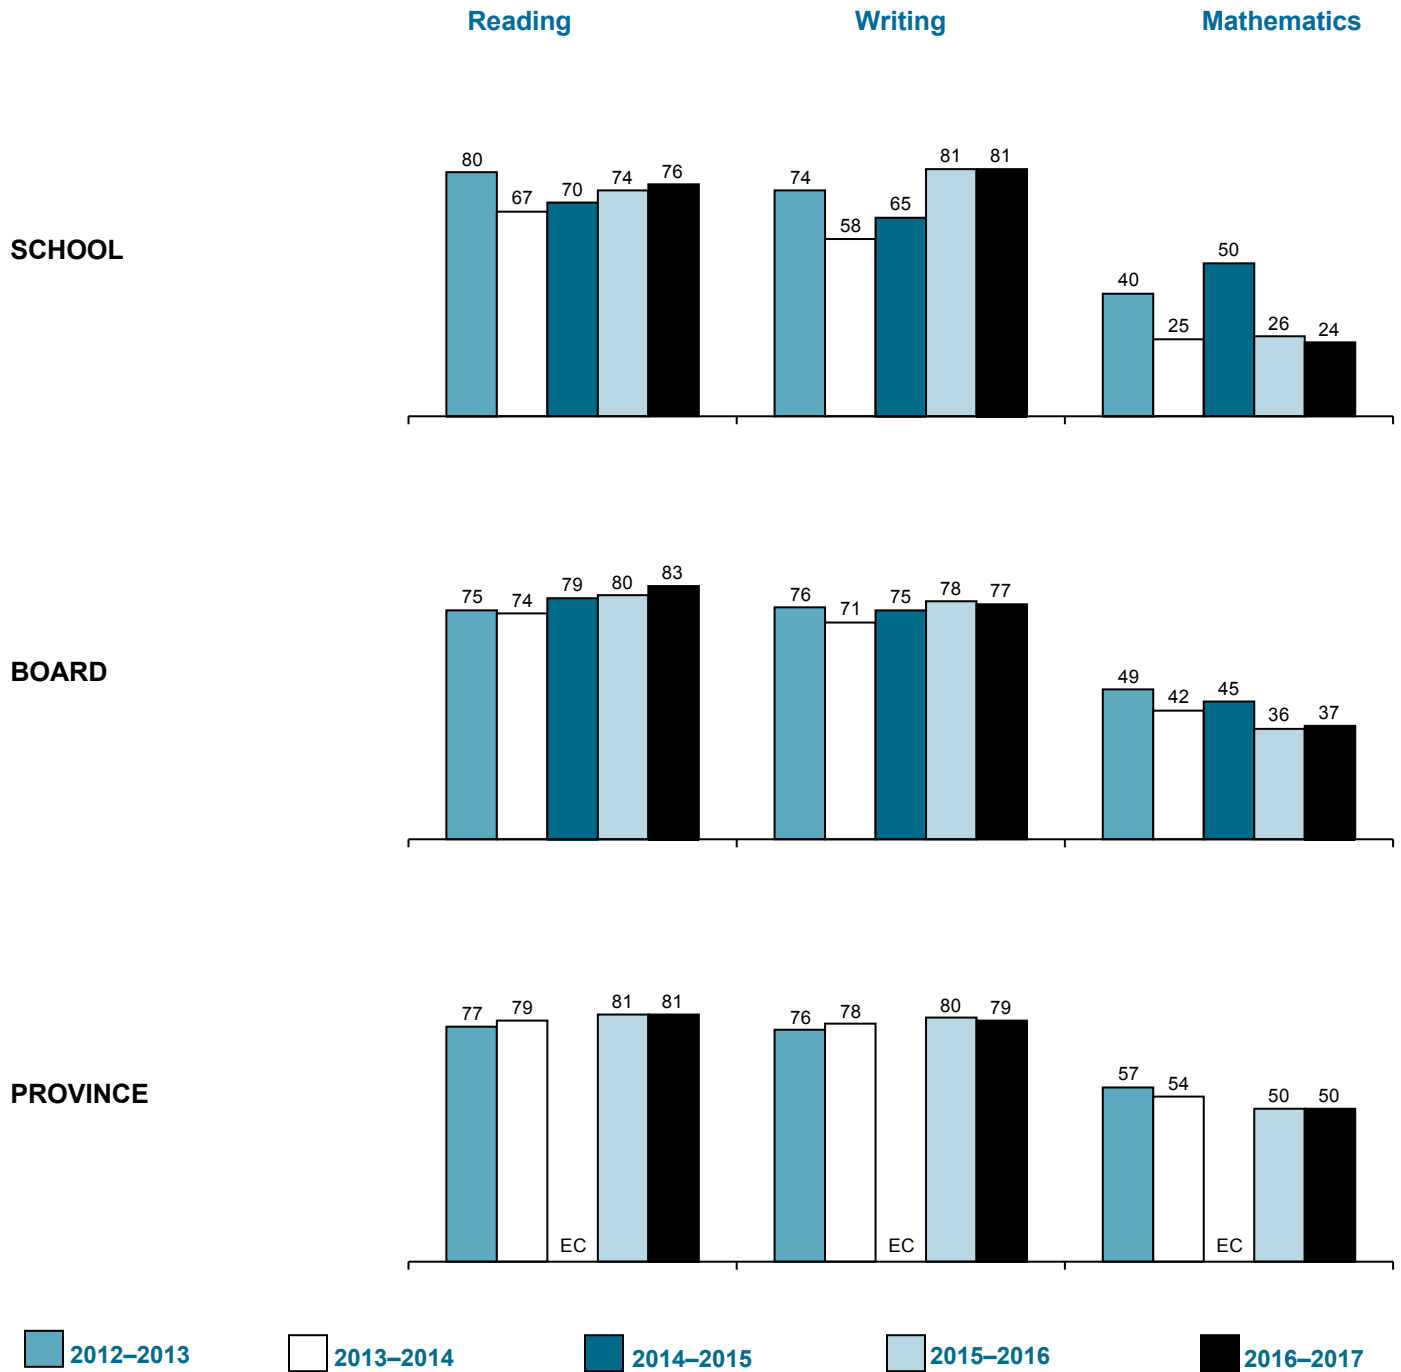 Reading Writing Mathematics
SCHOOL
80 67 70 74 76 74 58 65 81 81 40 25 50 26 24
BOARD
75 74 79 80 83 76 71 75 78 77 49 42 45 36 37
PROVINCE
77 79 EC 81 81 76 78 EC 80 79 57 54 EC 50 50
2012–2013 2013–2014 2014–2015 2015–2016 2016–2017